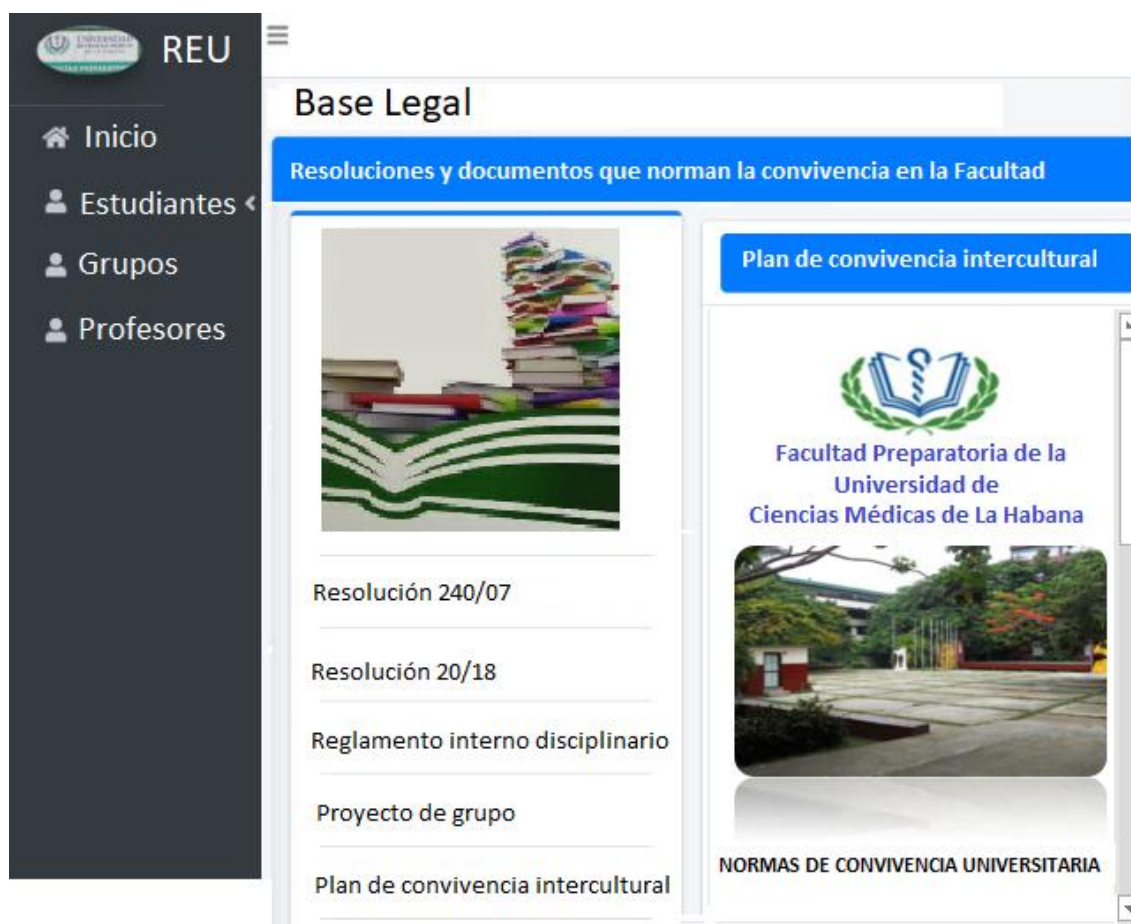 REU
Inicio
Estudiantes
Grupos
Profesores
Base Legal
Resoluciones y documentos que norman la convivencia en la Facultad
Resolución 240/07
Resolución 20/18
Reglamento interno disciplinario
Proyecto de grupo
Plan de convivencia intercultural
Plan de convivencia intercultural
Facultad Preparatoria de la
Universidad de
Ciencias Médicas de La Habana
NORMAS DE CONVIVENCIA UNIVERSITARIA